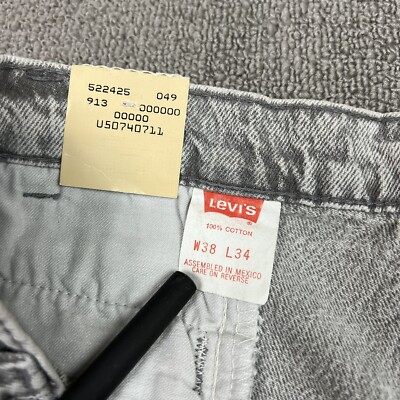 522425 049
913 000000
00000
U50740711
Levi's
®
100% COTTON
W38 L34
ASSEMBLED IN MEXICO
CARE ON REVERSE